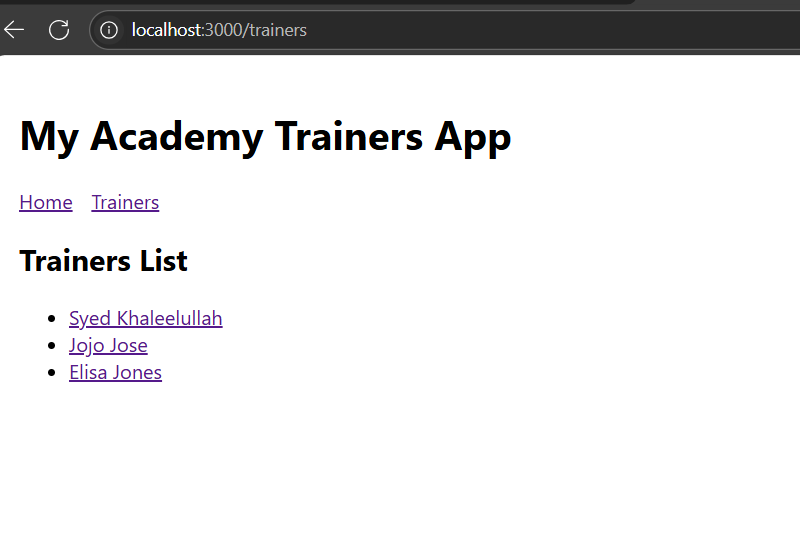 localhost:3000/trainers
My Academy Trainers App
Home Trainers
Trainers List
Syed Khaleelullah
Jojo Jose
Elisa Jones